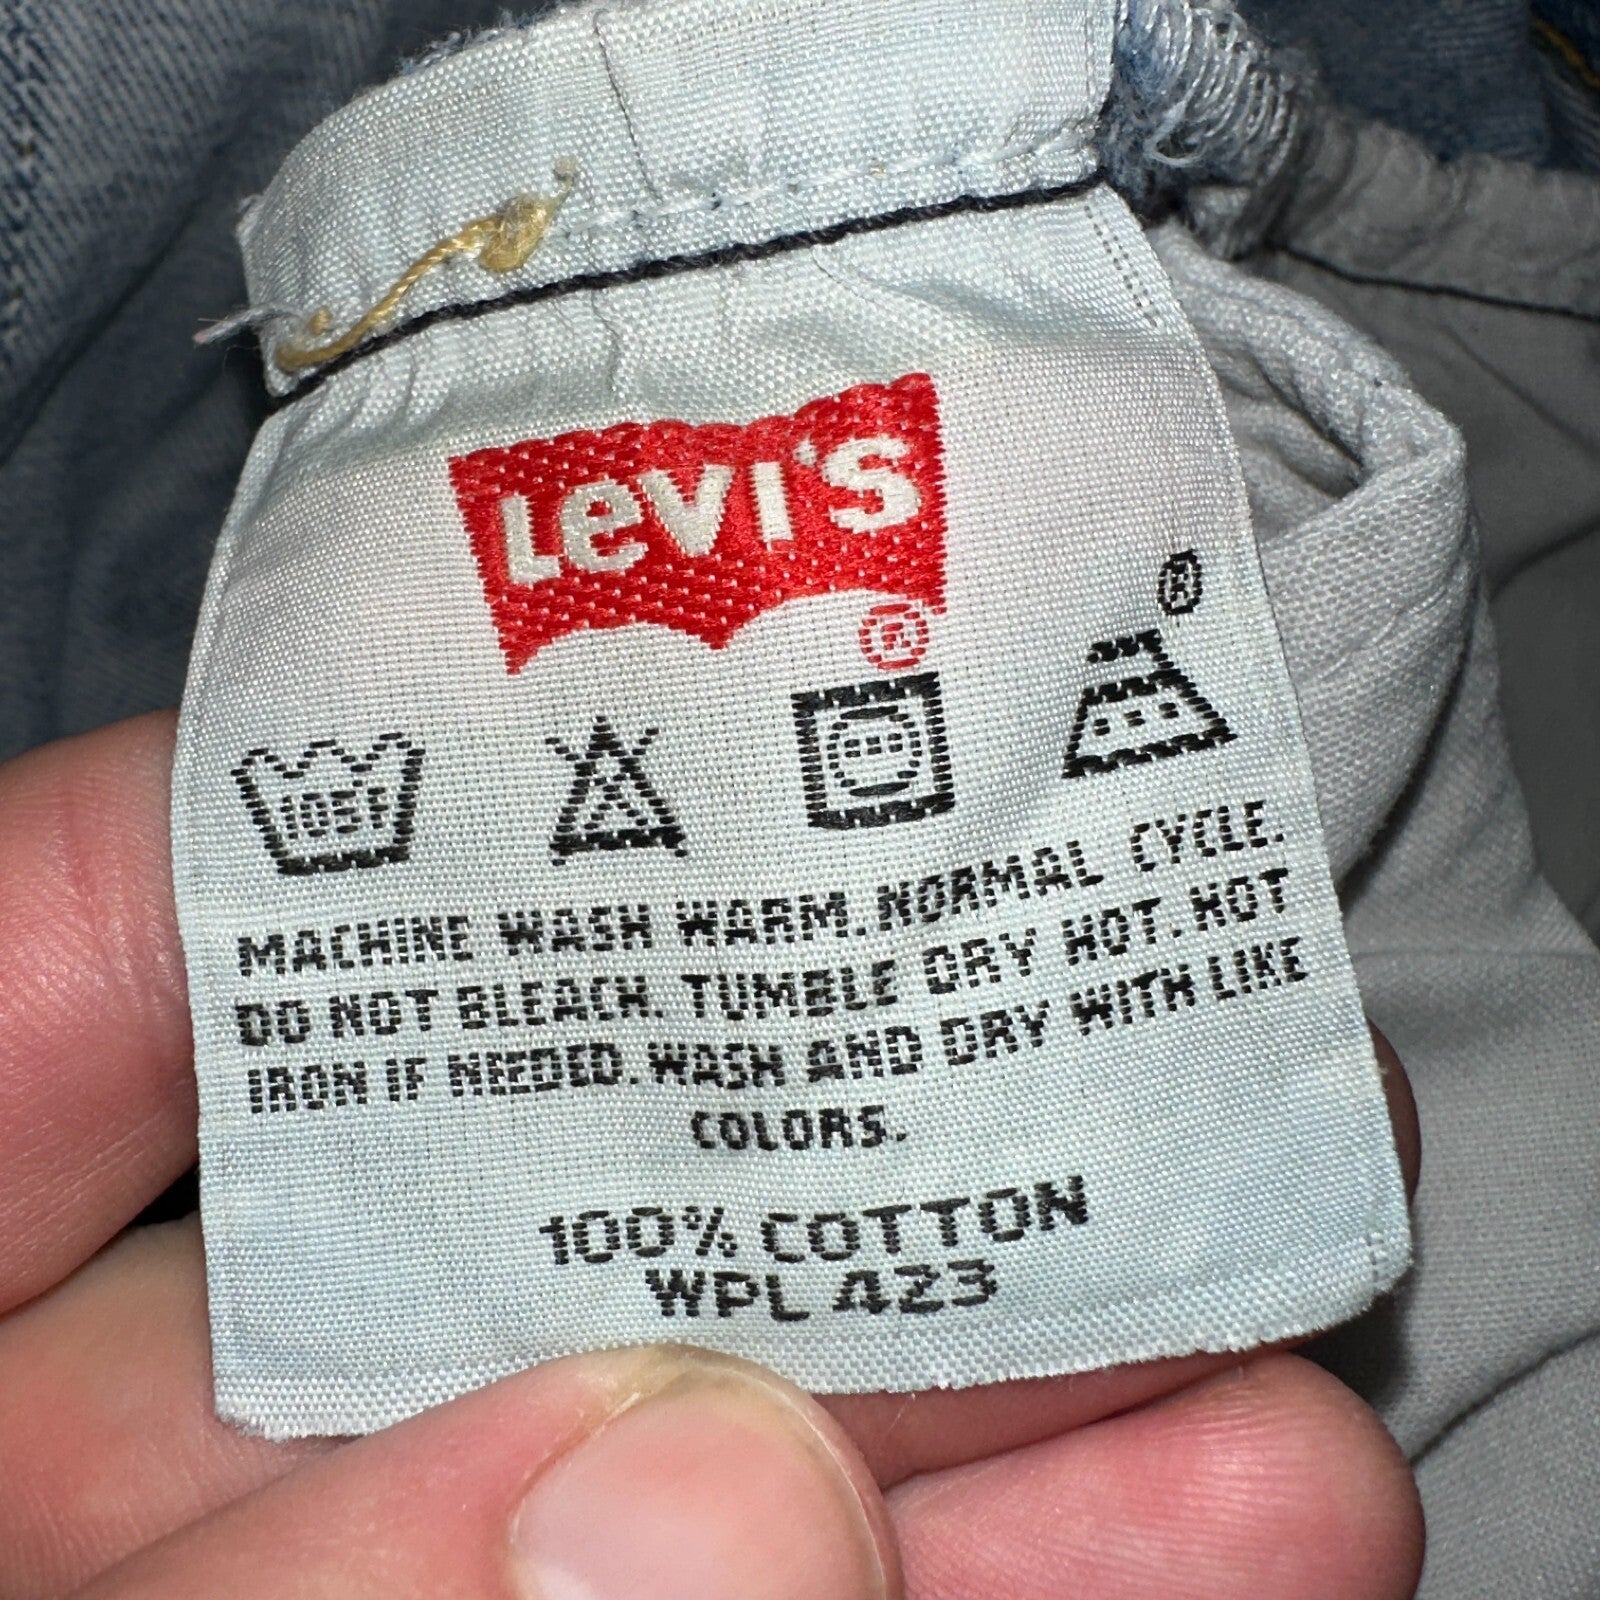 LEVI'S
®
®
105F
MACHINE WASH WARM. NORMAL CYCLE.
DO NOT BLEACH. TUMBLE DRY HOT. HOT
IRON IF NEEDED. WASH AND DRY WITH LIKE
COLORS.
100% COTTON
WPL 423